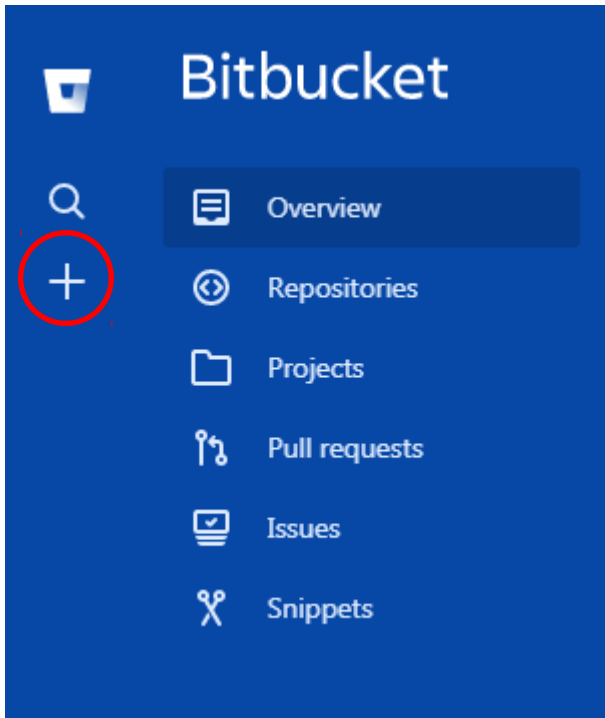 Bitbucket
Overview
Repositories
Projects
Pull requests
Issues
Snippets